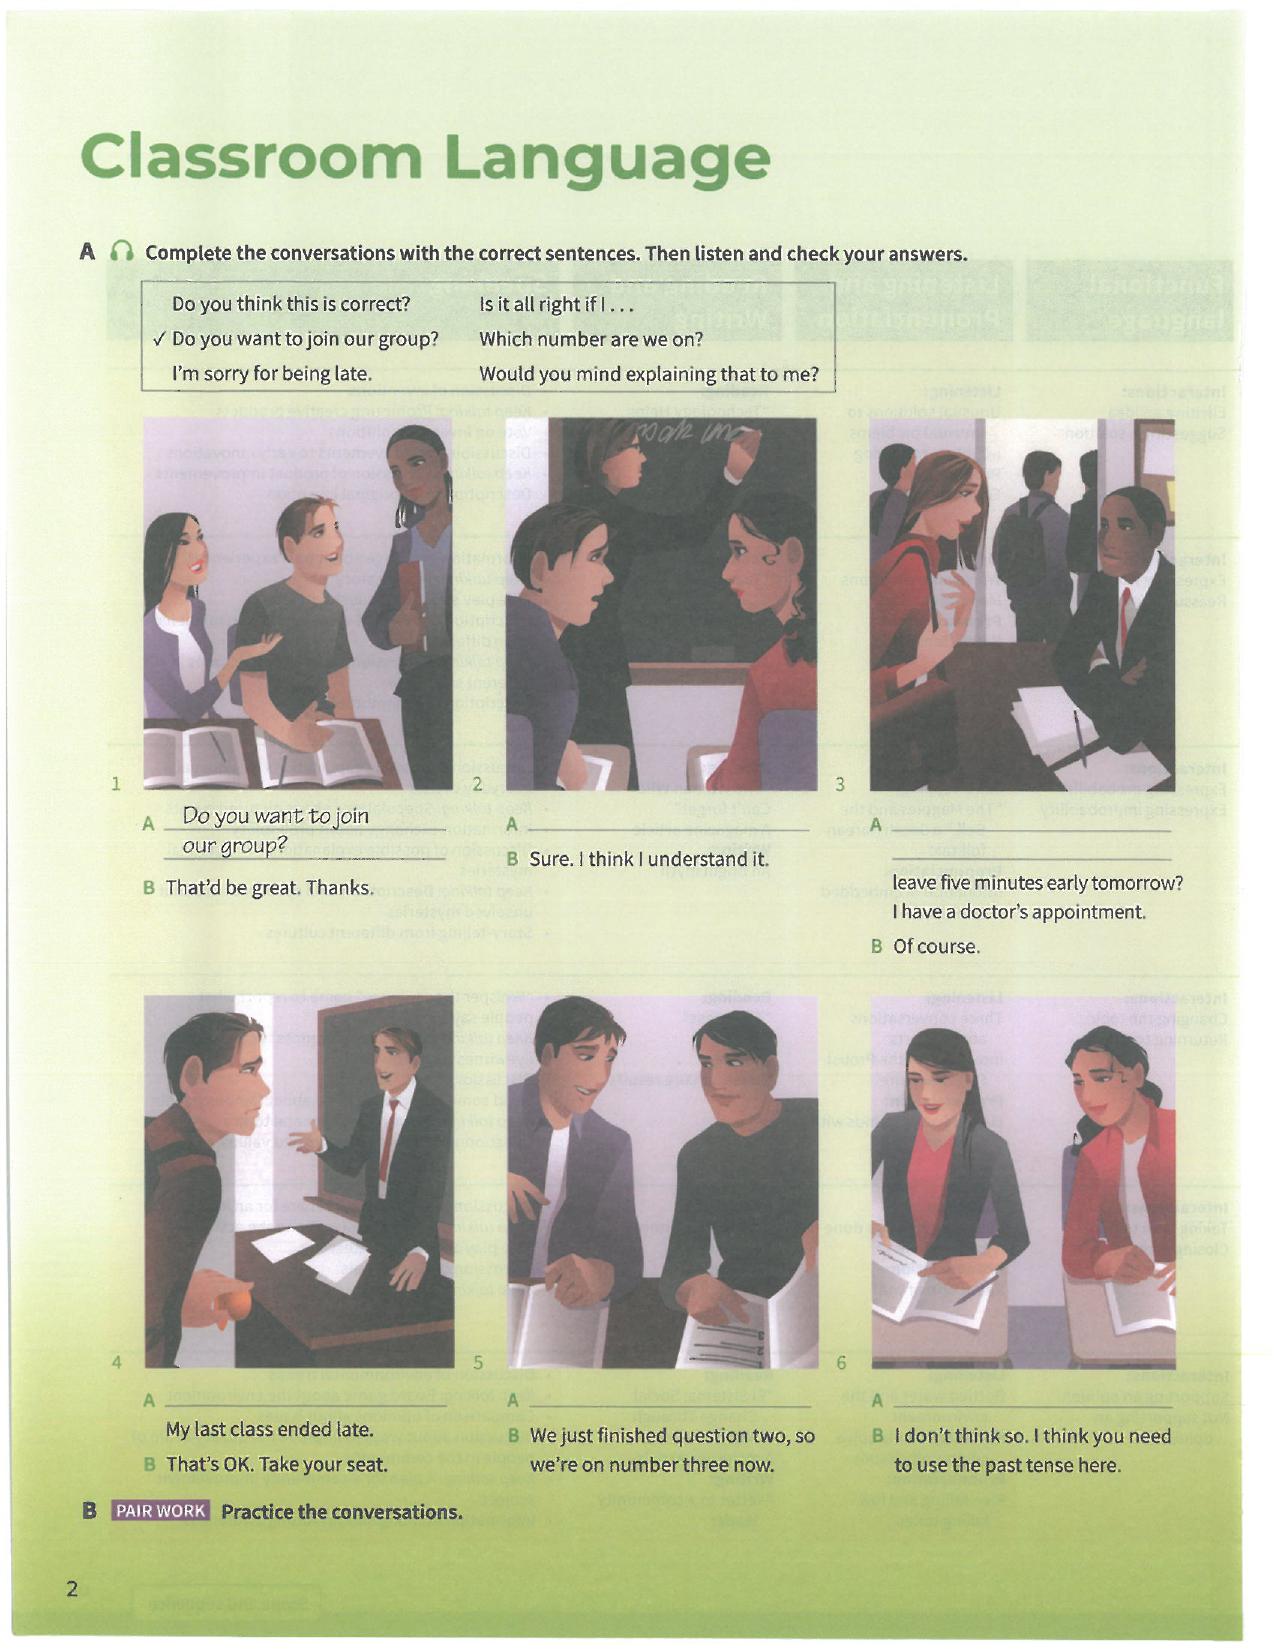 Classroom Language
A Complete the conversations with the correct sentences. Then listen and check your answers.
Do you think this is correct?
✓ Do you want to join our group?
I'm sorry for being late.
Is it all right if I . . .
Which number are we on?
Would you mind explaining that to me?
1
A Do you want to join
our group?
B That'd be great. Thanks.
2
A
B Sure. I think I understand it.
3
A
leave five minutes early tomorrow?
I have a doctor's appointment.
B Of course.
4
A
My last class ended late.
B That's OK. Take your seat.
5
A
B We just finished question two, so
we're on number three now.
6
A
B I don't think so. I think you need
to use the past tense here.
B PAIR WORK Practice the conversations.
2